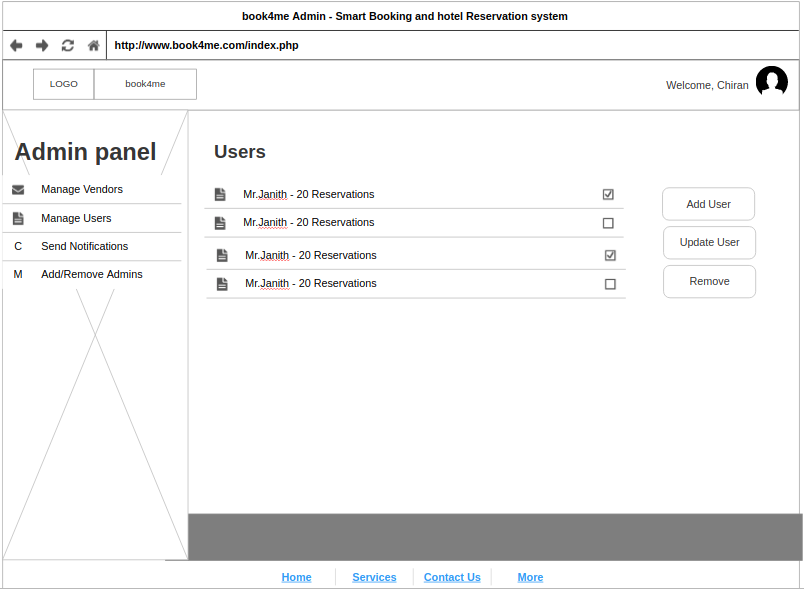 book4me Admin - Smart Booking and hotel Reservation system
http://www.book4me.com/index.php
LOGO book4me
Welcome, Chiran
Admin panel
Manage Vendors
Manage Users
C Send Notifications
M Add/Remove Admins
Users
Mr.Janith - 20 Reservations
Mr.Janith - 20 Reservations
Mr.Janith - 20 Reservations
Mr.Janith - 20 Reservations
Add User
Update User
Remove
Home Services Contact Us More